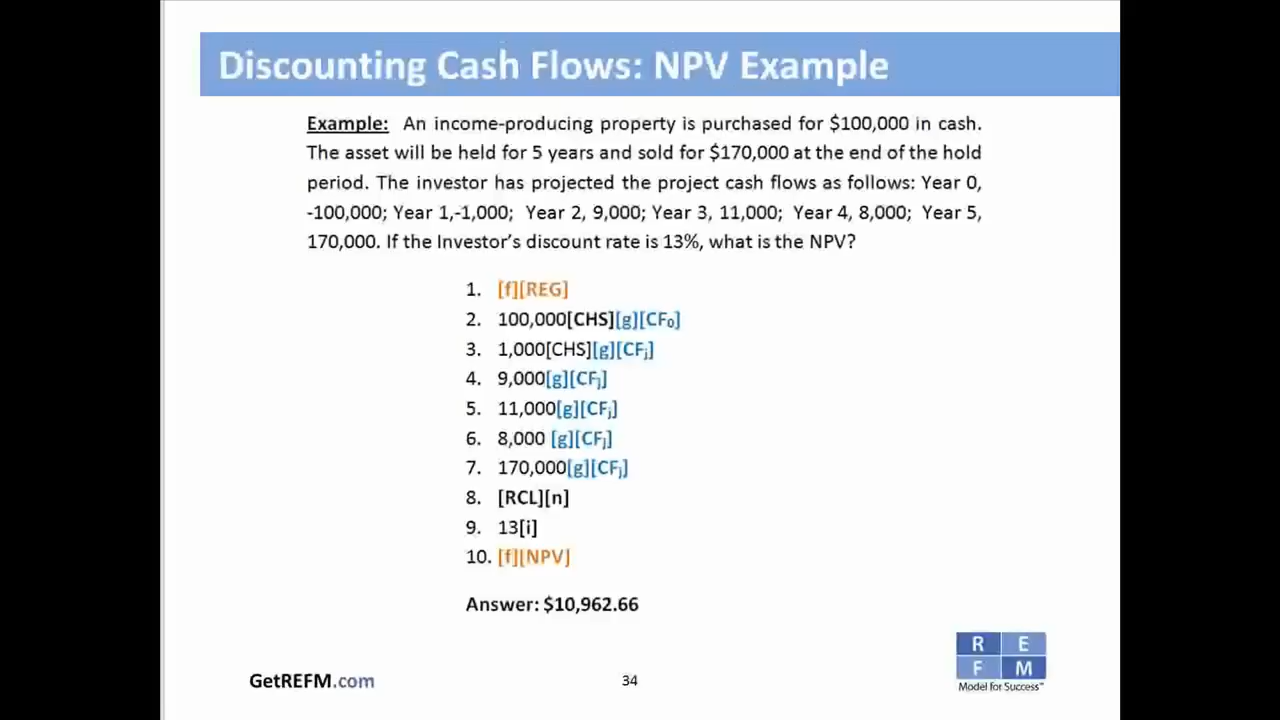 Discounting Cash Flows: NPV Example
Example: An income-producing property is purchased for $100,000 in cash.
The asset will be held for 5 years and sold for $170,000 at the end of the hold
period. The investor has projected the project cash flows as follows: Year 0,
-100,000; Year 1,-1,000; Year 2, 9,000; Year 3, 11,000; Year 4, 8,000; Year 5,
170,000. If the Investor's discount rate is 13%, what is the NPV?
1. [f][REG]
2. 100,000[CHS][g][CF₀]
3. 1,000[CHS][g][CFⱼ]
4. 9,000[g][CFⱼ]
5. 11,000[g][CFⱼ]
6. 8,000 [g][CFⱼ]
7. 170,000[g][CFⱼ]
8. [RCL][n]
9. 13[i]
10. [f][NPV]
Answer: $10,962.66
GetREFM.com
34
R E
F M
Model for Success™